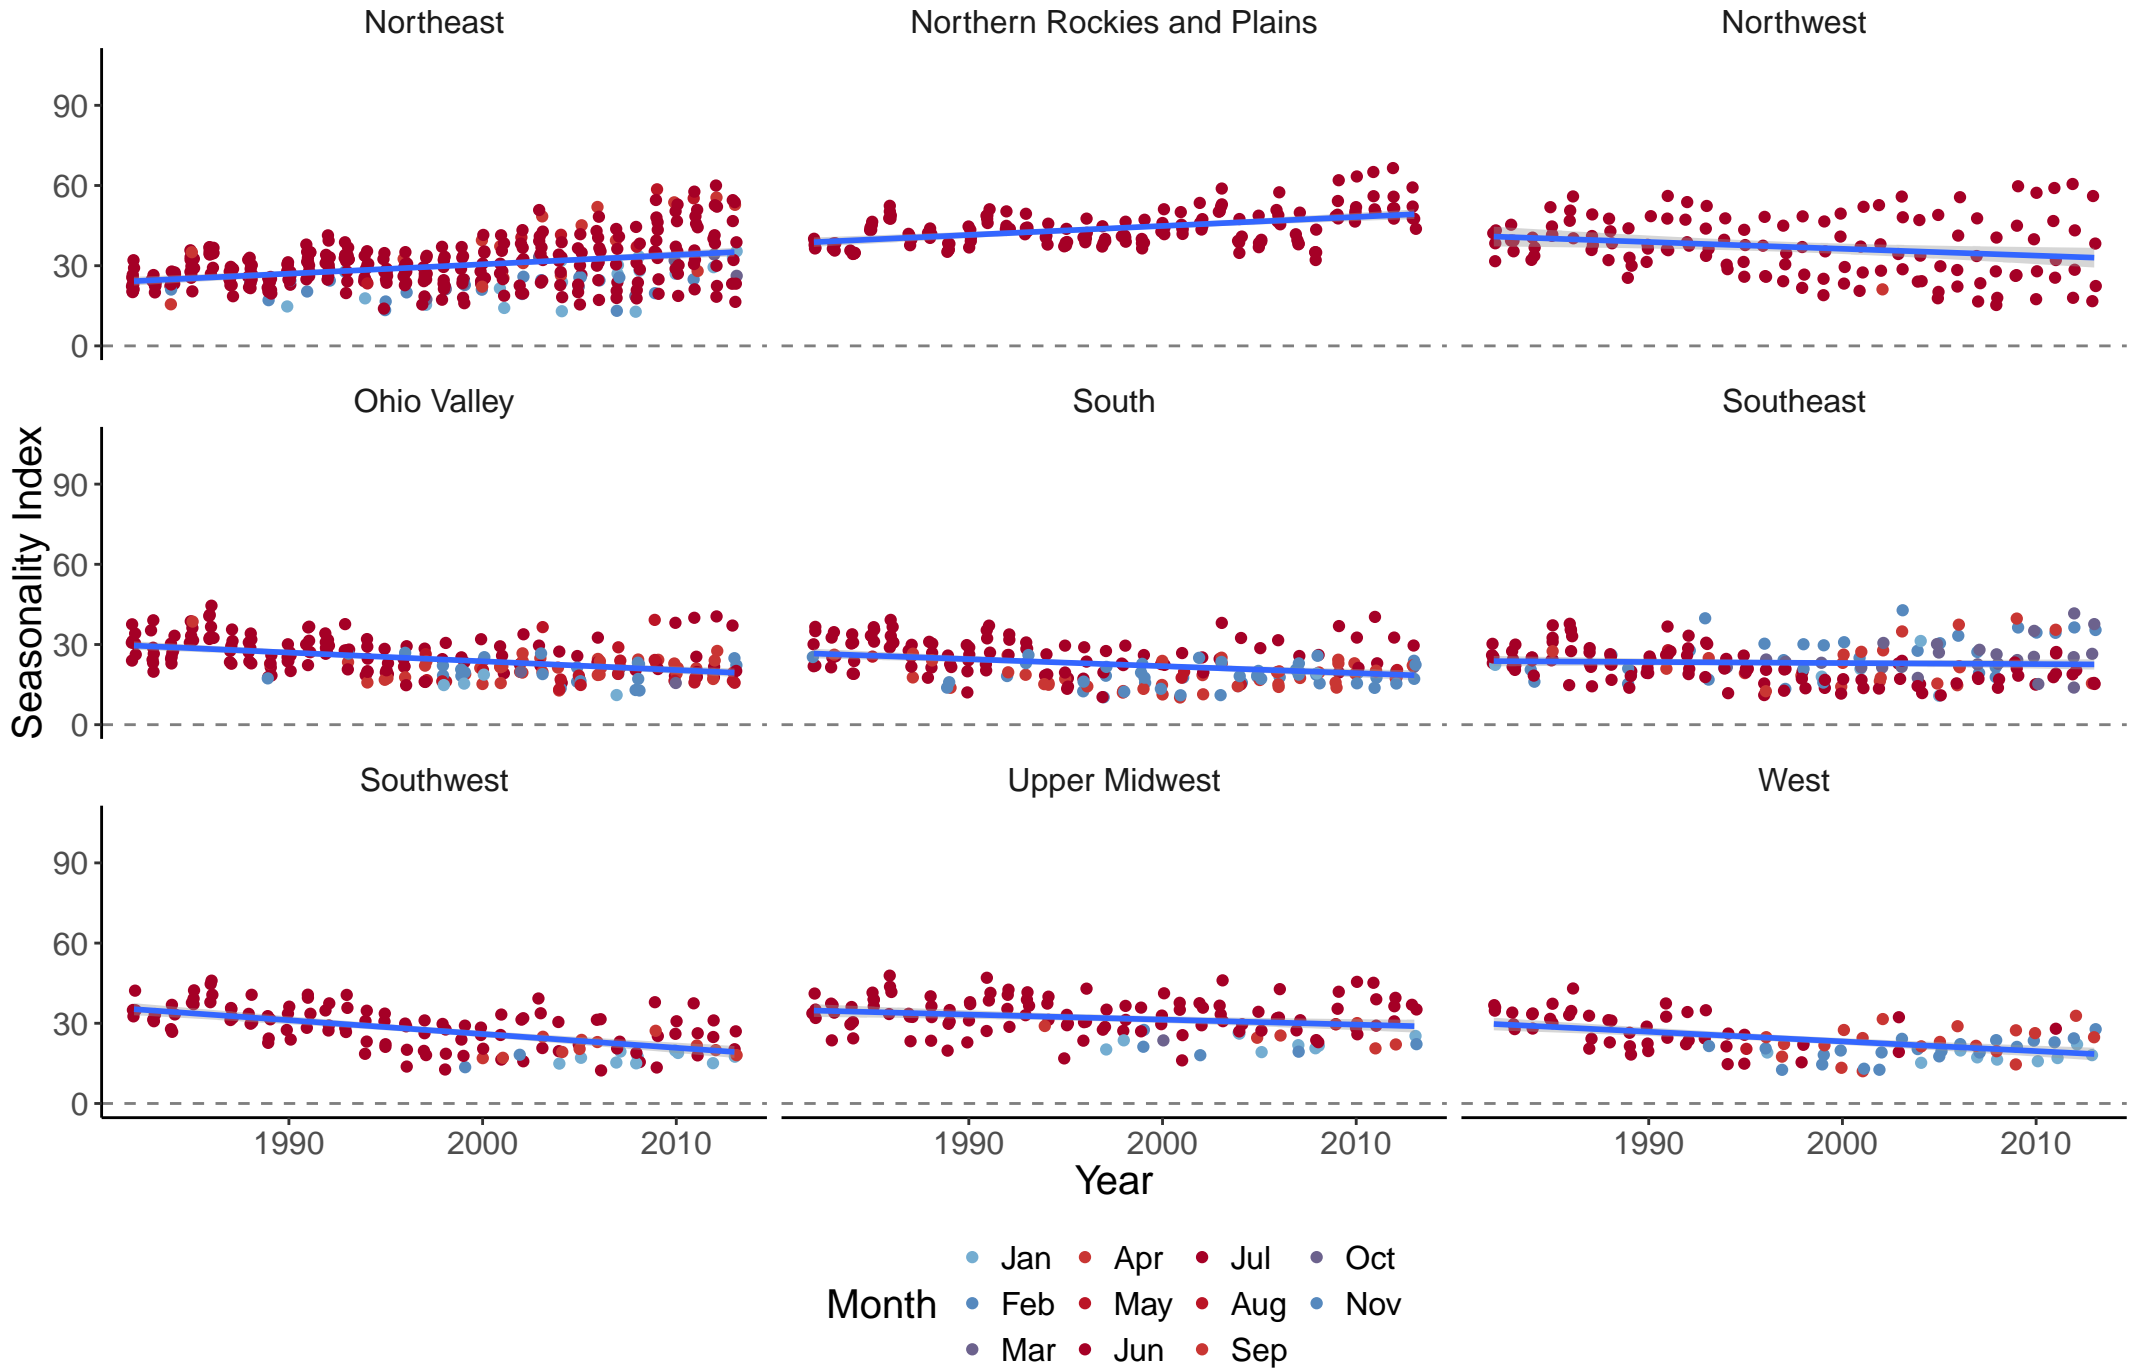 Northeast
Northern Rockies and Plains
Northwest
90
60
30
0
Ohio Valley
South
Southeast
Seasonality Index
90
60
30
0
Southwest
Upper Midwest
West
90
60
30
0
1990 2000 2010
1990 2000 2010
1990 2000 2010
Year
Month
Jan Apr Jul Oct
Feb May Aug Nov
Mar Jun Sep